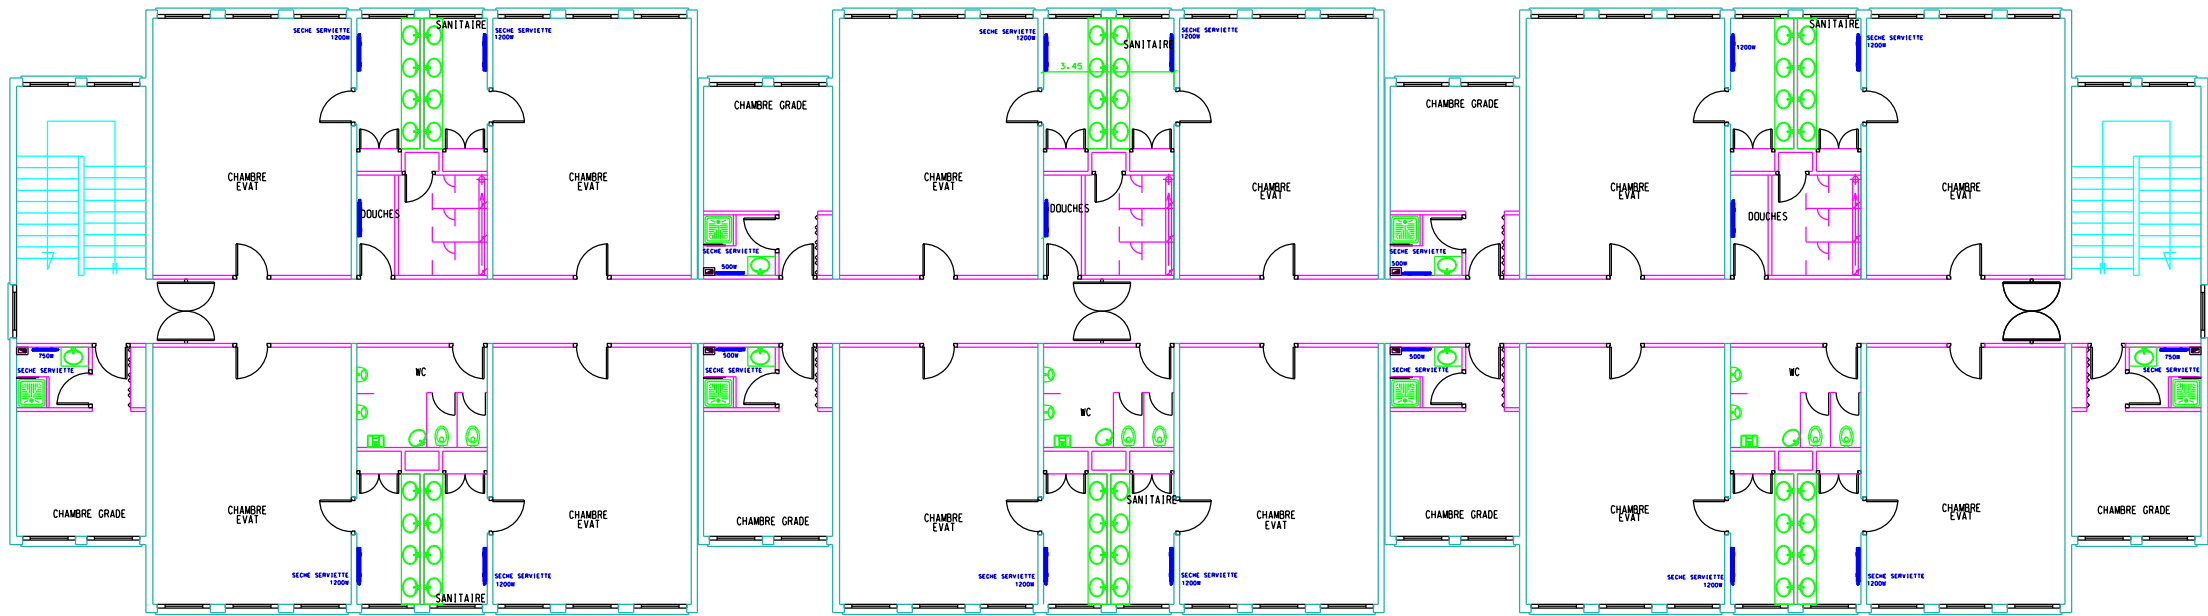 SANITAIRE
SECHE SERVIETTE
1200W
SECHE SERVIETTE
1200W
SECHE SERVIETTE
1200W
SANITAIRE
SECHE SERVIETTE
1200W
SANITAIRE
1200W
SECHE SERVIETTE
1200W
3.45
CHAMBRE GRADE
CHAMBRE GRADE
CHAMBRE
EVAT
CHAMBRE
EVAT
CHAMBRE
EVAT
CHAMBRE
EVAT
CHAMBRE
EVAT
CHAMBRE
EVAT
DOUCHES
DOUCHES
DOUCHES
SECHE SERVIETTE
500W
SECHE SERVIETTE
500W
750W
SECHE SERVIETTE
500W
SECHE SERVIETTE
500W
SECHE SERVIETTE
750W
SECHE SERVIETTE
WC
WC
WC
CHAMBRE GRADE
CHAMBRE
EVAT
CHAMBRE
EVAT
CHAMBRE GRADE
CHAMBRE
EVAT
SANITAIRE
CHAMBRE
EVAT
CHAMBRE GRADE
CHAMBRE
EVAT
CHAMBRE
EVAT
CHAMBRE GRADE
SECHE SERVIETTE
1200W
SECHE SERVIETTE
1200W
SECHE SERVIETTE
1200W
SECHE SERVIETTE
1200W
SECHE SERVIETTE
1200W
SANITAIRE